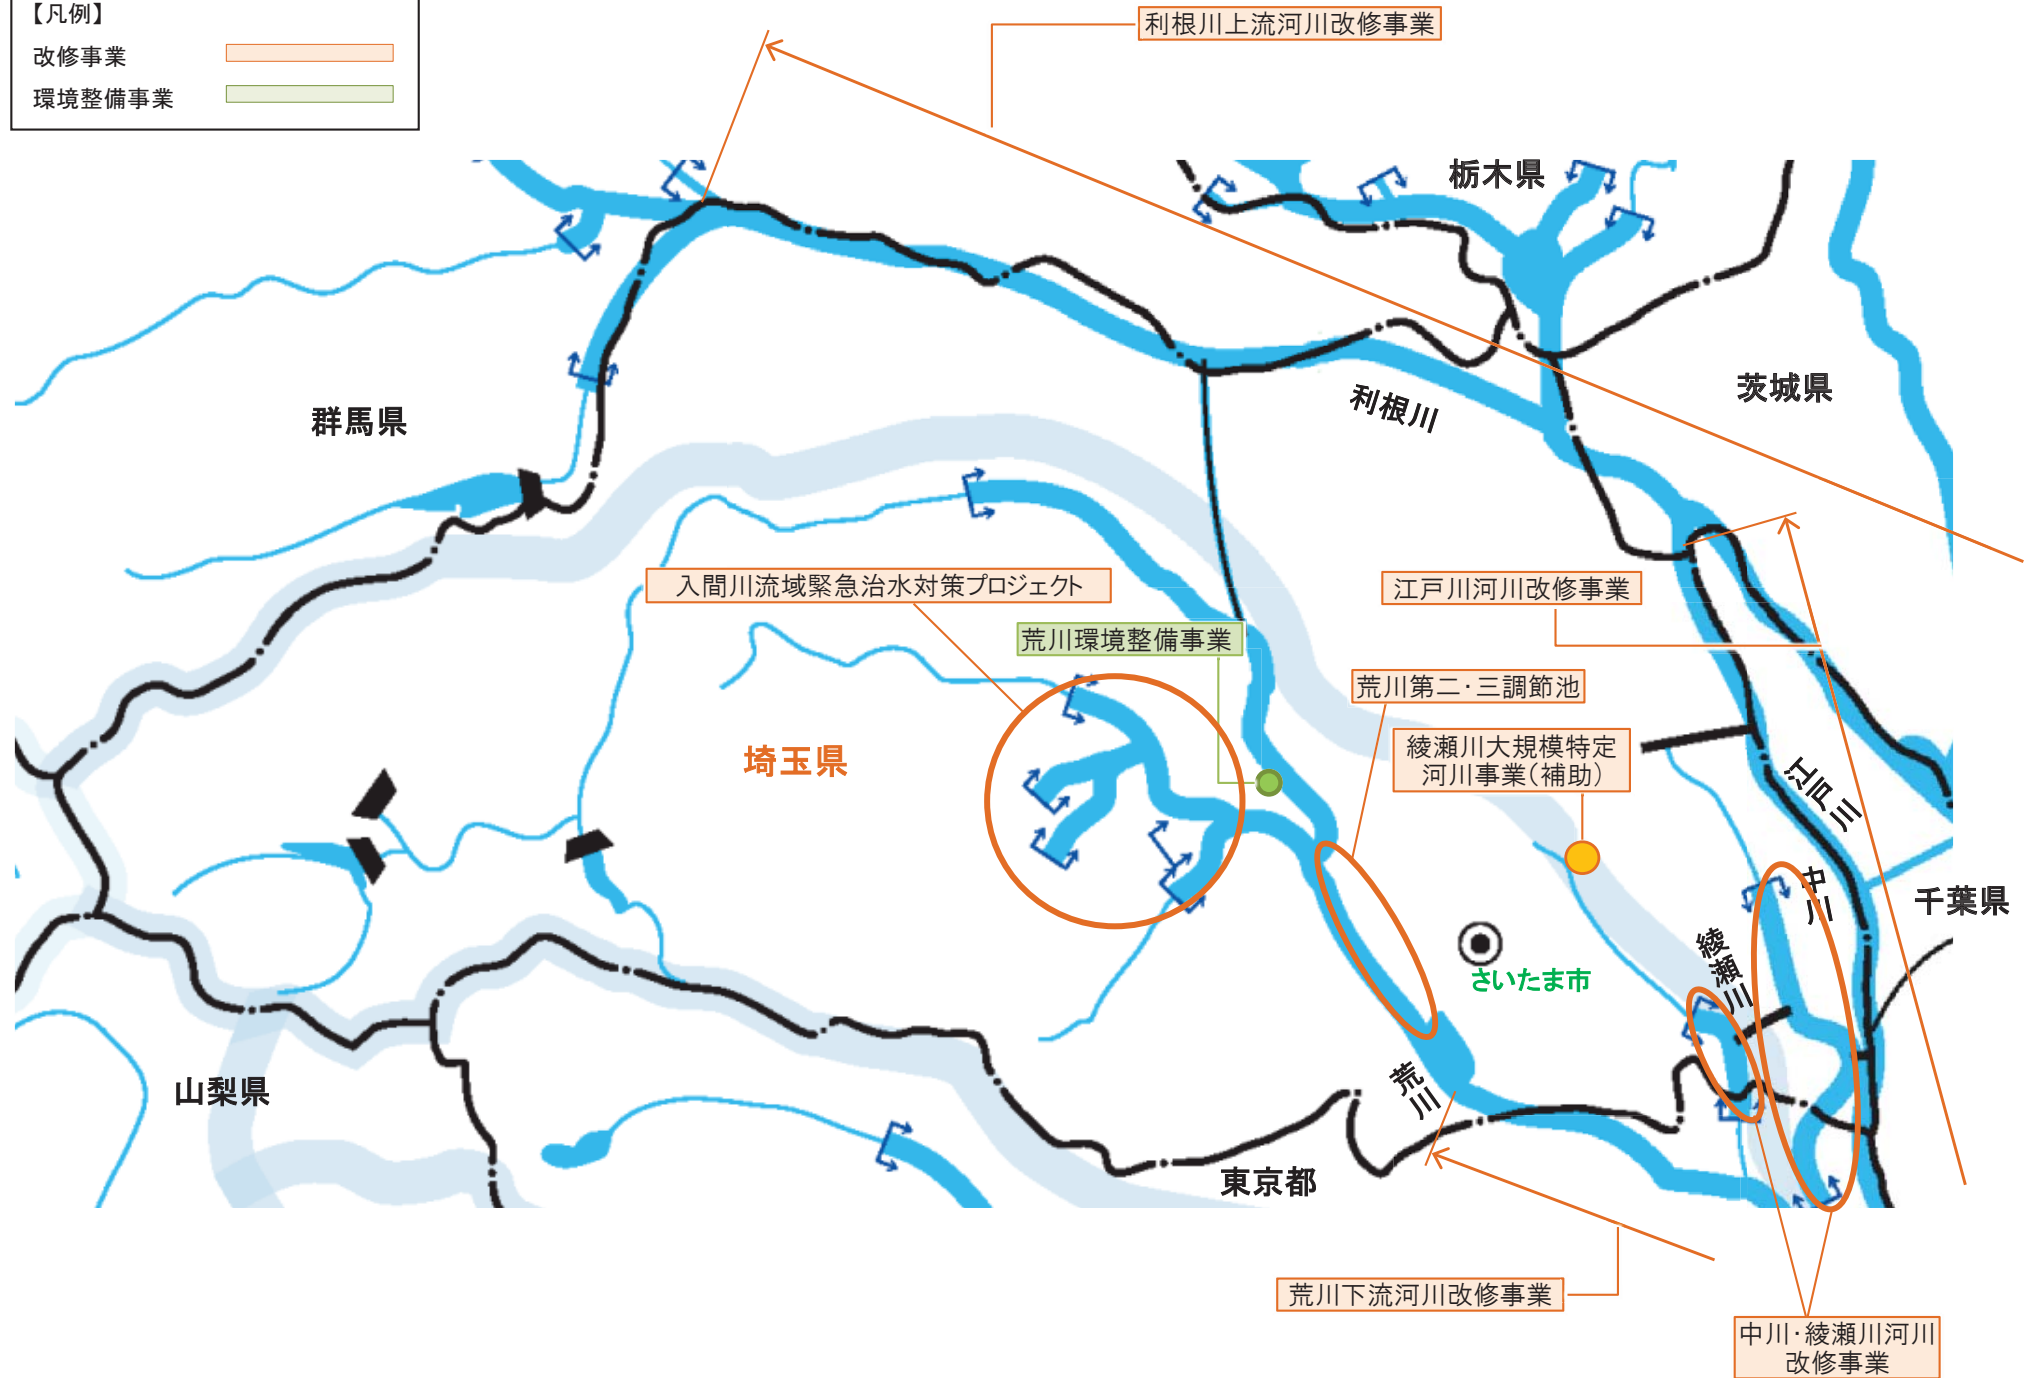 【凡例】
改修事業
環境整備事業
利根川上流河川改修事業
栃木県
茨城県
群馬県
利根川
入間川流域緊急治水対策プロジェクト
江戸川河川改修事業
荒川環境整備事業
荒川第二・三調節池
綾瀬川大規模特定
河川事業(補助)
埼玉県
江戸川
中川
千葉県
綾瀬川
さいたま市
荒川
山梨県
東京都
荒川下流河川改修事業
中川・綾瀬川河川
改修事業